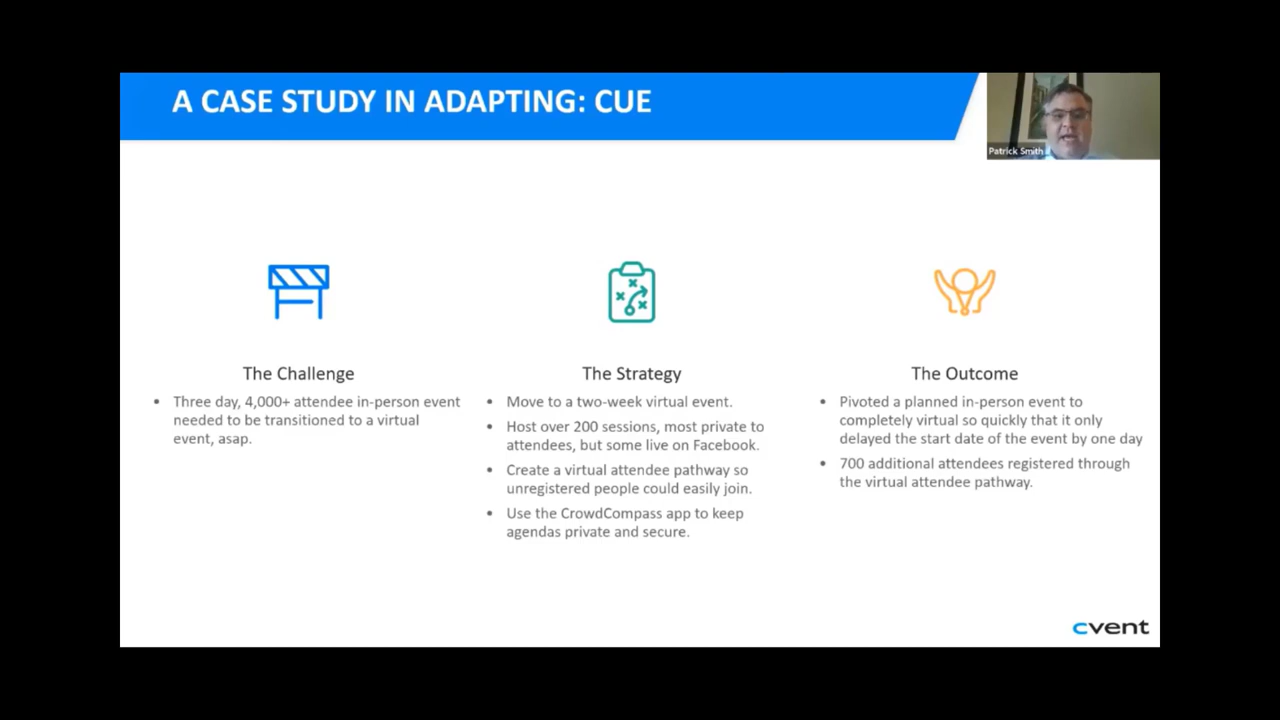 A CASE STUDY IN ADAPTING: CUE
Patrick Smith
The Challenge
• Three day, 4,000+ attendee in-person event
needed to be transitioned to a virtual
event, asap.
The Strategy
• Move to a two-week virtual event.
• Host over 200 sessions, most private to
attendees, but some live on Facebook.
• Create a virtual attendee pathway so
unregistered people could easily join.
• Use the CrowdCompass app to keep
agendas private and secure.
The Outcome
• Pivoted a planned in-person event to
completely virtual so quickly that it only
delayed the start date of the event by one day
• 700 additional attendees registered through
the virtual attendee pathway.
cvent